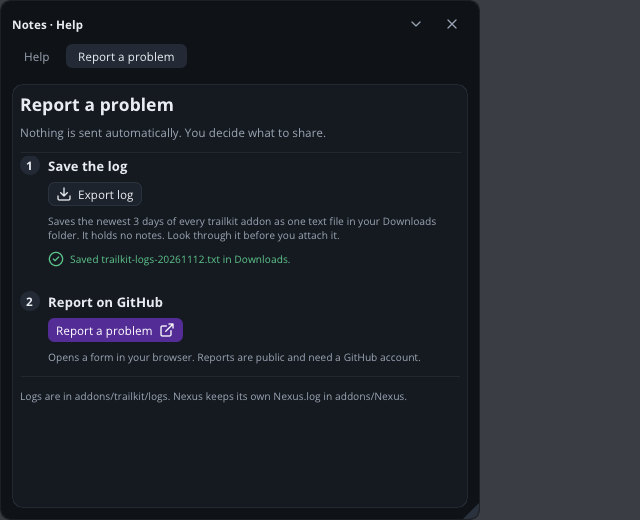 Notes · Help
Help
Report a problem
Report a problem
Nothing is sent automatically. You decide what to share.
1
Save the log
Export log
Saves the newest 3 days of every trailkit addon as one text file in your Downloads
folder. It holds no notes. Look through it before you attach it.
Saved trailkit-logs-20261112.txt in Downloads.
2
Report on GitHub
Report a problem
Opens a form in your browser. Reports are public and need a GitHub account.
Logs are in addons/trailkit/logs. Nexus keeps its own Nexus.log in addons/Nexus.